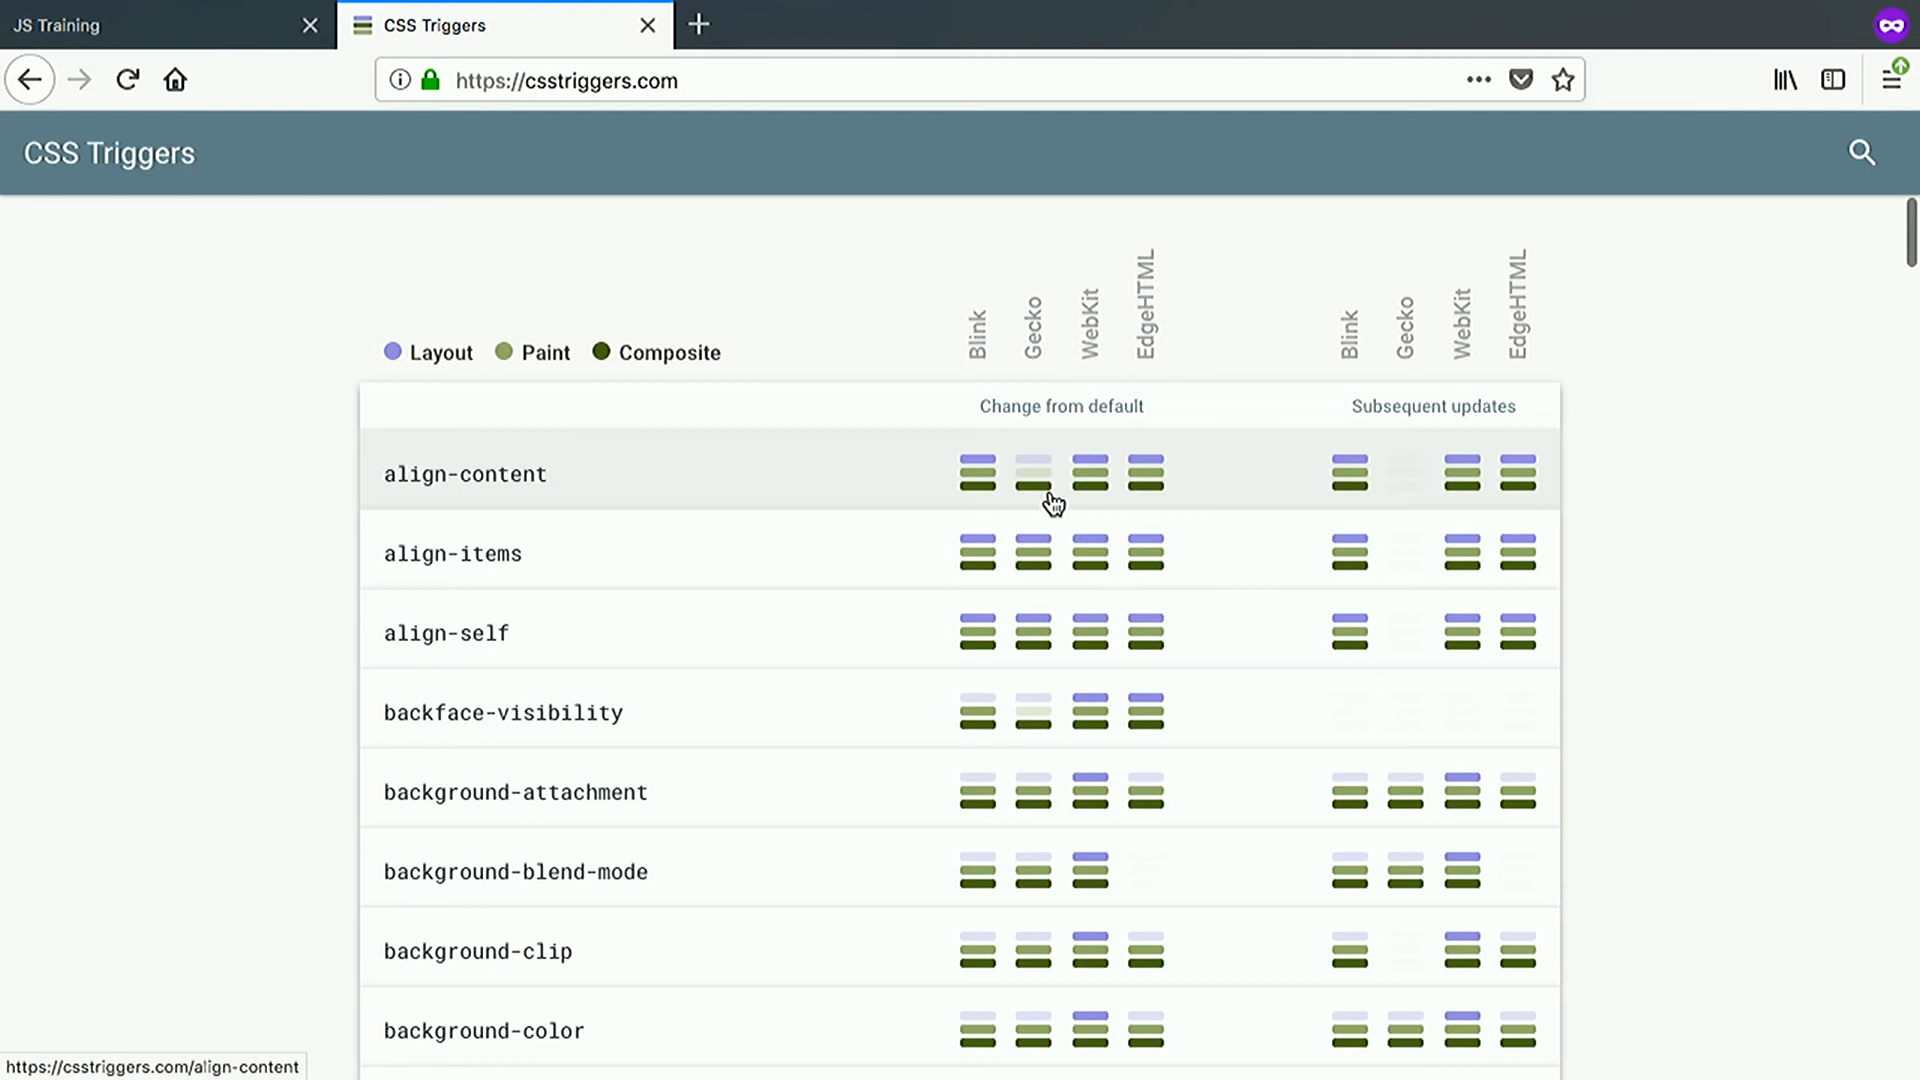 JS Training
CSS Triggers
https://csstriggers.com
CSS Triggers
Blink Gecko WebKit EdgeHTML Blink Gecko WebKit EdgeHTML
Layout Paint Composite
Change from default Subsequent updates
align-content
align-items
align-self
backface-visibility
background-attachment
background-blend-mode
background-clip
background-color
https://csstriggers.com/align-content